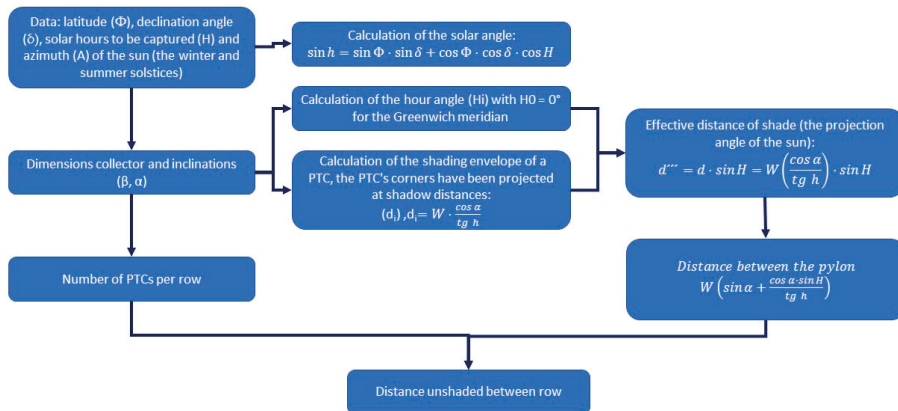 Data: latitude (Φ), declination angle
(δ), solar hours to be captured (H) and
azimuth (A) of the sun (the winter and
summer solstices)
Calculation of the solar angle:
sin h = sin Φ · sin δ + cos Φ · cos δ · cos H
Calculation of the hour angle (Hi) with H0 = 0°
for the Greenwich meridian
Dimensions collector and inclinations
(β, α)
Calculation of the shading envelope of a
PTC, the PTC's corners have been projected
at shadow distances:
(dᵢ) ,dᵢ= W · cos α / tg h
Effective distance of shade (the projection
angle of the sun):
d´´´ = d · sinH = W(cos α / tg h) · sin H
Number of PTCs per row
Distance between the pylon
W(sin α + cos α·sin H / tg h)
Distance unshaded between row